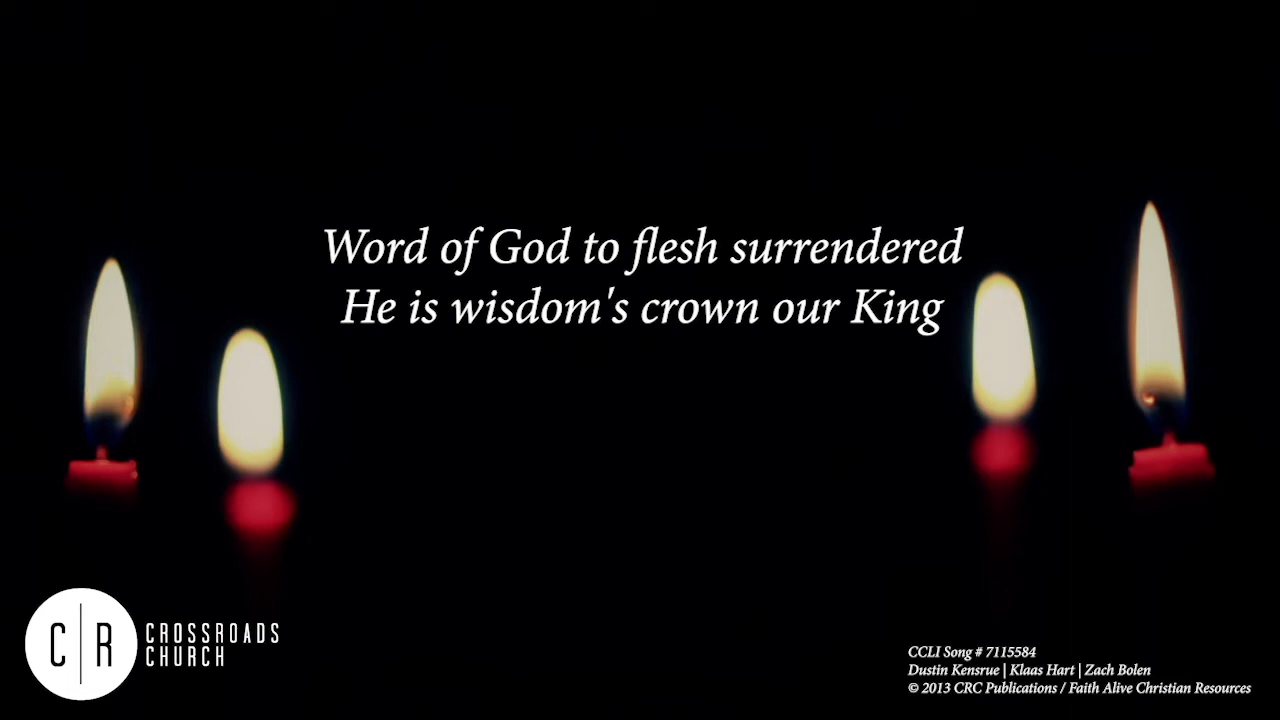 Word of God to flesh surrendered
He is wisdom's crown our King
C|R
CROSSROADS
CHURCH
CCLI Song # 7115584
Dustin Kensrue | Klaas Hart | Zach Bolen
© 2013 CRC Publications / Faith Alive Christian Resources